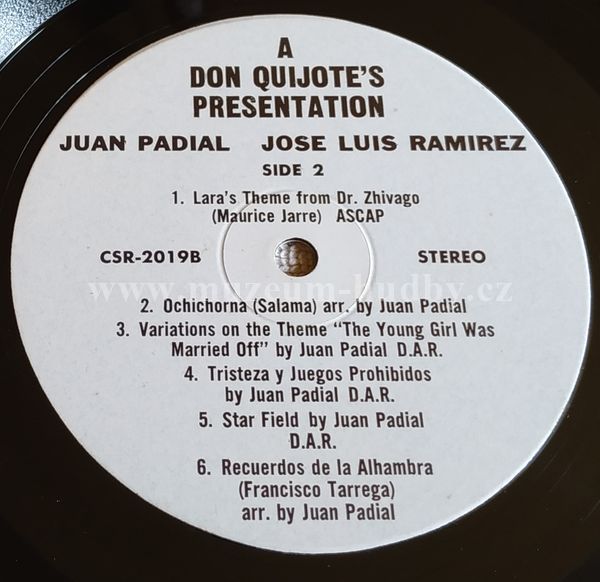 A
DON QUIJOTE'S
PRESENTATION
JUAN PADIAL JOSE LUIS RAMIREZ
SIDE 2
1. Lara's Theme from Dr. Zhivago
(Maurice Jarre) ASCAP
CSR-2019B STEREO
www.muzeum-hudby.cz
2. Ochichorna (Salama) arr. by Juan Padial
3. Variations on the Theme "The Young Girl Was
Married Off" by Juan Padial D.A.R.
4. Tristeza y Juegos Prohibidos
by Juan Padial D.A.R.
5. Star Field by Juan Padial
D.A.R.
6. Recuerdos de la Alhambra
(Francisco Tarrega)
arr. by Juan Padial